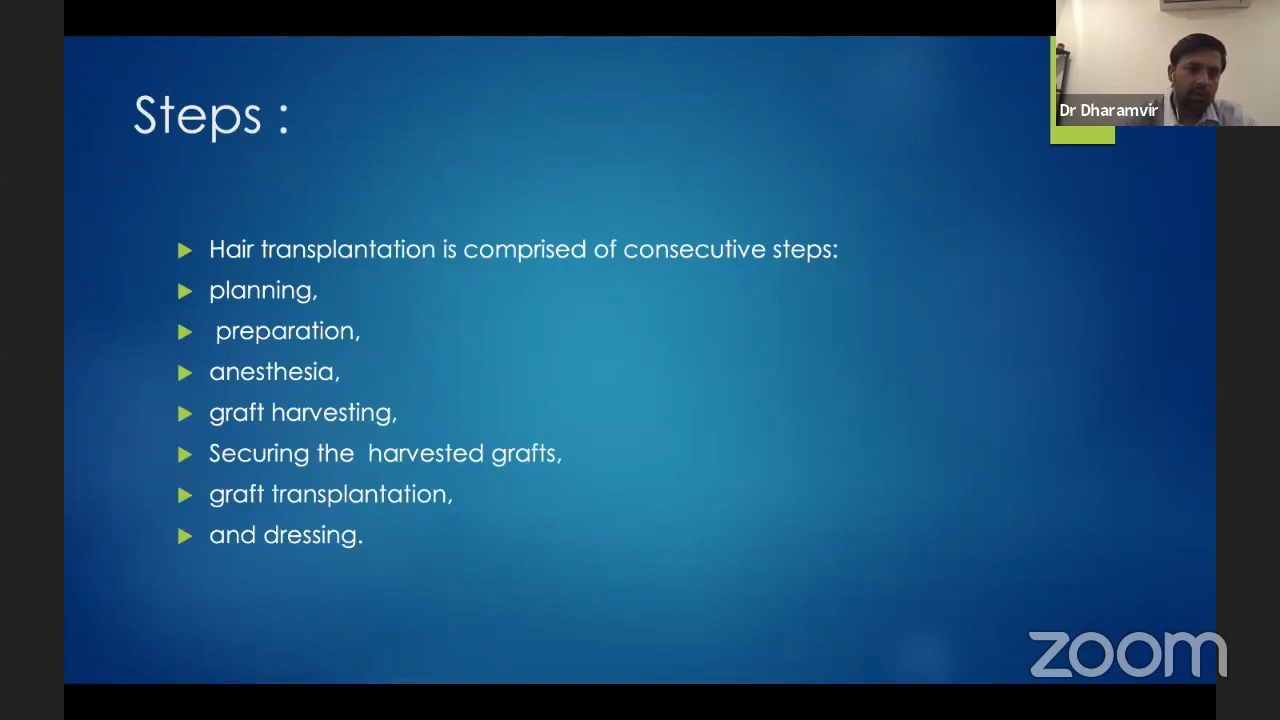 Steps :
Dr Dharamvir
Hair transplantation is comprised of consecutive steps:
planning,
preparation,
anesthesia,
graft harvesting,
Securing the harvested grafts,
graft transplantation,
and dressing.
zoom